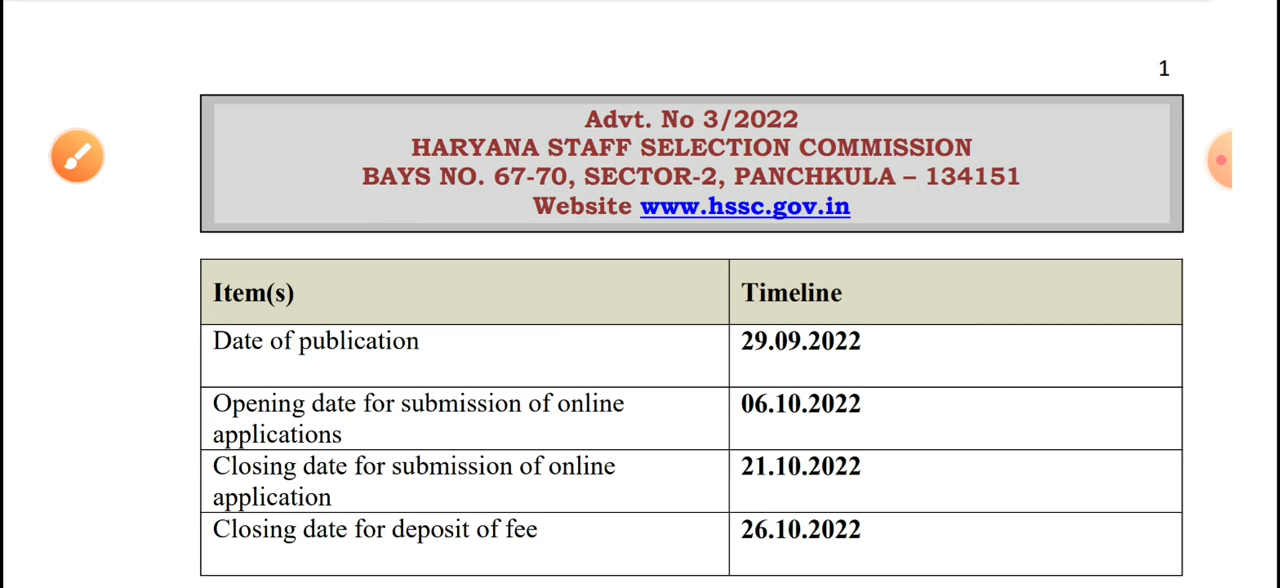 1
Advt. No 3/2022
HARYANA STAFF SELECTION COMMISSION
BAYS NO. 67-70, SECTOR-2, PANCHKULA – 134151
Website www.hssc.gov.in
Item(s) Timeline
Date of publication 29.09.2022
Opening date for submission of online 06.10.2022
applications
Closing date for submission of online 21.10.2022
application
Closing date for deposit of fee 26.10.2022